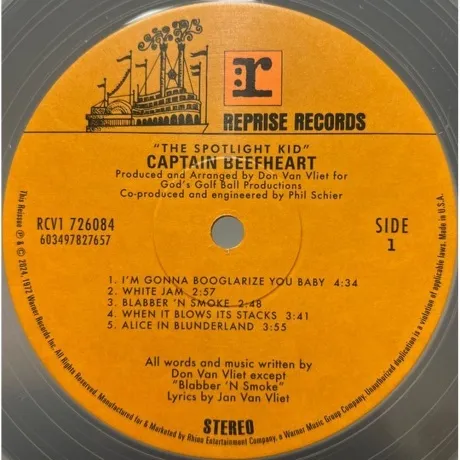 r
REPRISE RECORDS
"THE SPOTLIGHT KID"
CAPTAIN BEEFHEART
Produced and Arranged by Don Van Vliet for
God's Golf Ball Productions
Co-produced and engineered by Phil Schier
RCV1 726084
603497827657
SIDE
1
1. I'M GONNA BOOGLARIZE YOU BABY 4:34
2. WHITE JAM 2:57
3. BLABBER 'N SMOKE 2:48
4. WHEN IT BLOWS ITS STACKS 3:41
5. ALICE IN BLUNDERLAND 3:55
All words and music written by
Don Van Vliet except
"Blabber 'N Smoke"
Lyrics by Jan Van Vliet
STEREO
This Reissue ℗ & © 2024, 1972 Warner Records Inc. All Rights Reserved. Manufactured for & Marketed by Rhino Entertainment Company, a Warner Music Group Company. Unauthorized duplication is a violation of applicable laws. Made in U.S.A.